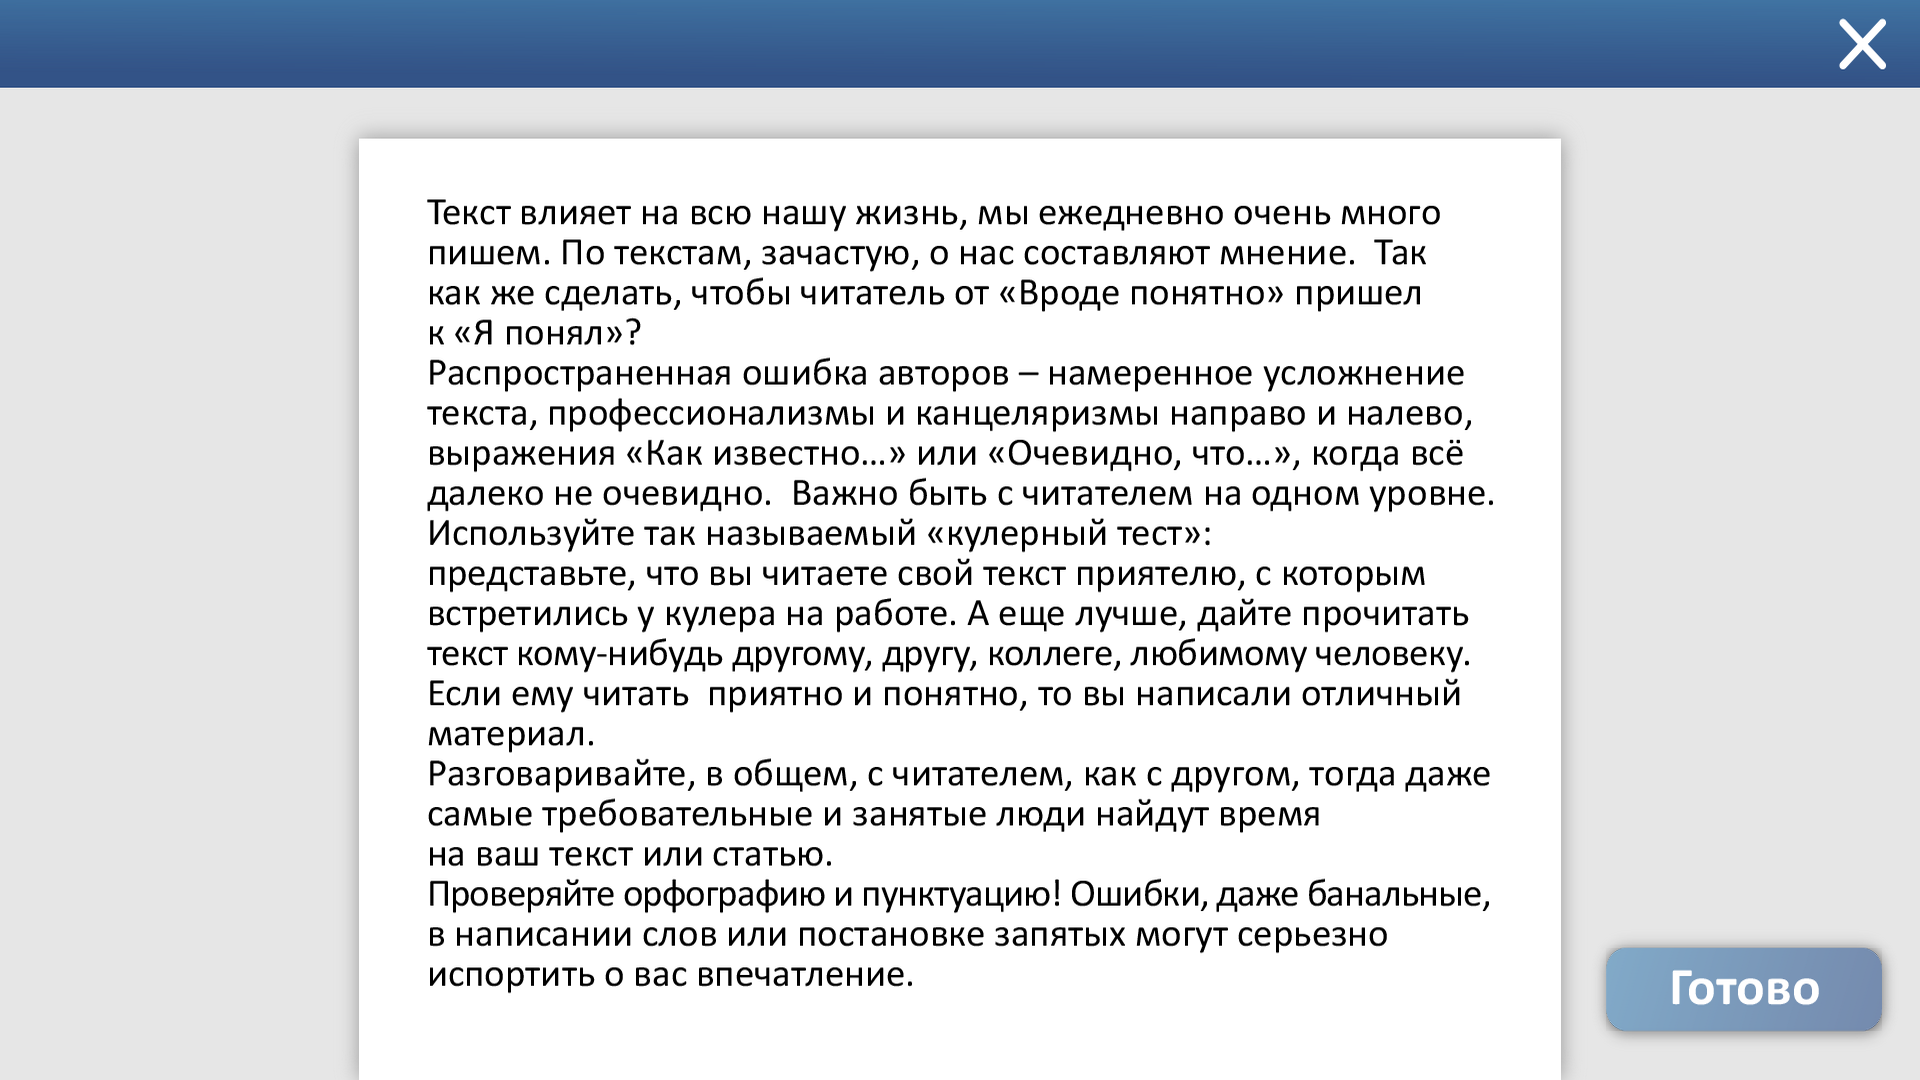 Текст влияет на всю нашу жизнь, мы ежедневно очень много
пишем. По текстам, зачастую, о нас составляют мнение.  Так
как же сделать, чтобы читатель от «Вроде понятно» пришел
к «Я понял»?
Распространенная ошибка авторов – намеренное усложнение
текста, профессионализмы и канцеляризмы направо и налево,
выражения «Как известно…» или «Очевидно, что…», когда всё
далеко не очевидно.  Важно быть с читателем на одном уровне.
Используйте так называемый «кулерный тест»:
представьте, что вы читаете свой текст приятелю, с которым
встретились у кулера на работе. А еще лучше, дайте прочитать
текст кому-нибудь другому, другу, коллеге, любимому человеку.
Если ему читать  приятно и понятно, то вы написали отличный
материал.
Разговаривайте, в общем, с читателем, как с другом, тогда даже
самые требовательные и занятые люди найдут время
на ваш текст или статью.
Проверяйте орфографию и пунктуацию! Ошибки, даже банальные,
в написании слов или постановке запятых могут серьезно
испортить о вас впечатление.
Готово